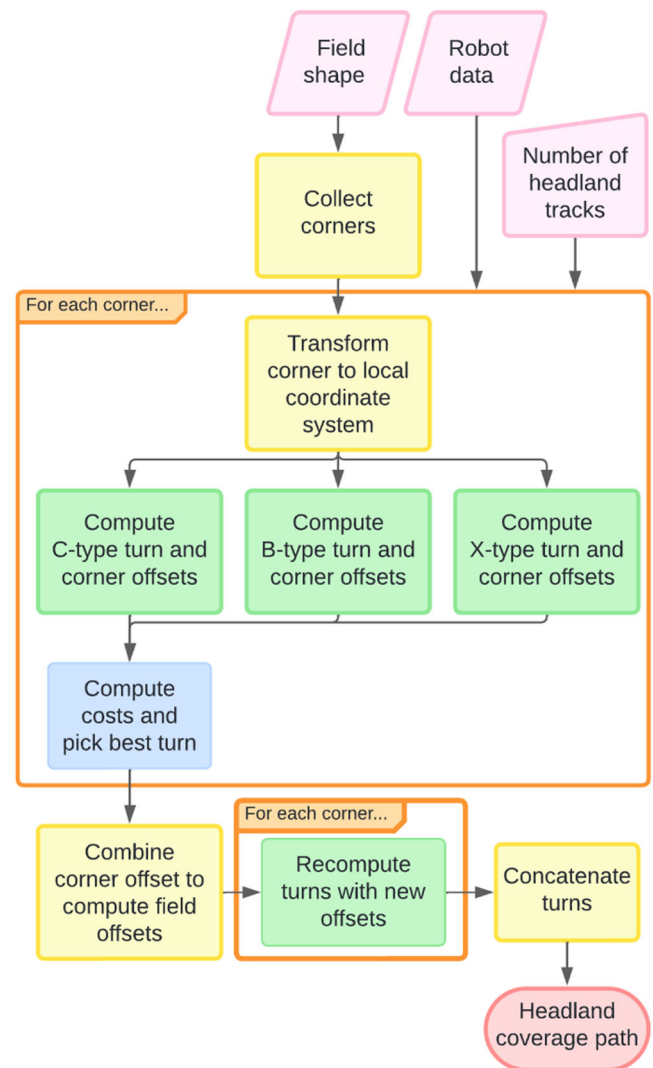 Field
shape
Robot
data
Number of
headland
tracks
Collect
corners
For each corner...
Transform
corner to local
coordinate
system
Compute
C-type turn and
corner offsets
Compute
B-type turn and
corner offsets
Compute
X-type turn and
corner offsets
Compute
costs and
pick best turn
Combine
corner offset to
compute field
offsets
For each corner...
Recompute
turns with new
offsets
Concatenate
turns
Headland
coverage path